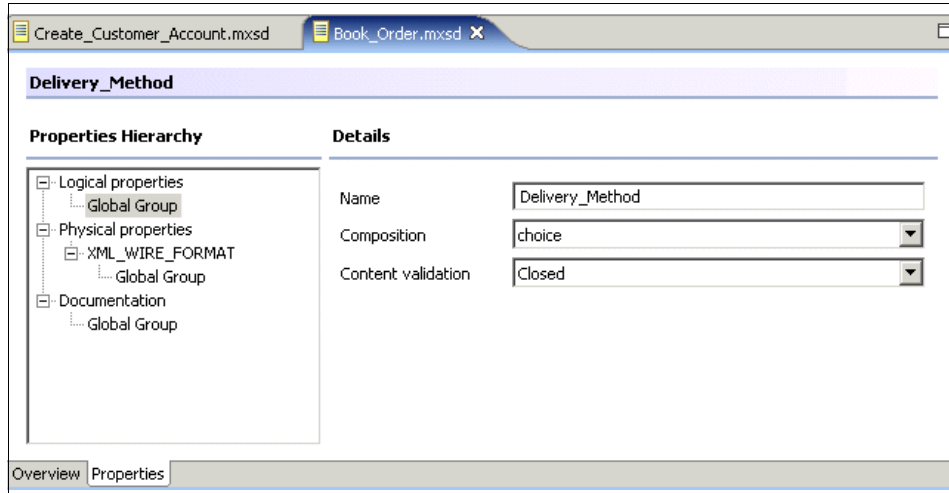 Create_Customer_Account.mxsd
Book_Order.mxsd
Delivery_Method
Properties Hierarchy
Details
Logical properties
Global Group
Physical properties
XML_WIRE_FORMAT
Global Group
Documentation
Global Group
Name
Delivery_Method
Composition
choice
Content validation
Closed
Overview
Properties